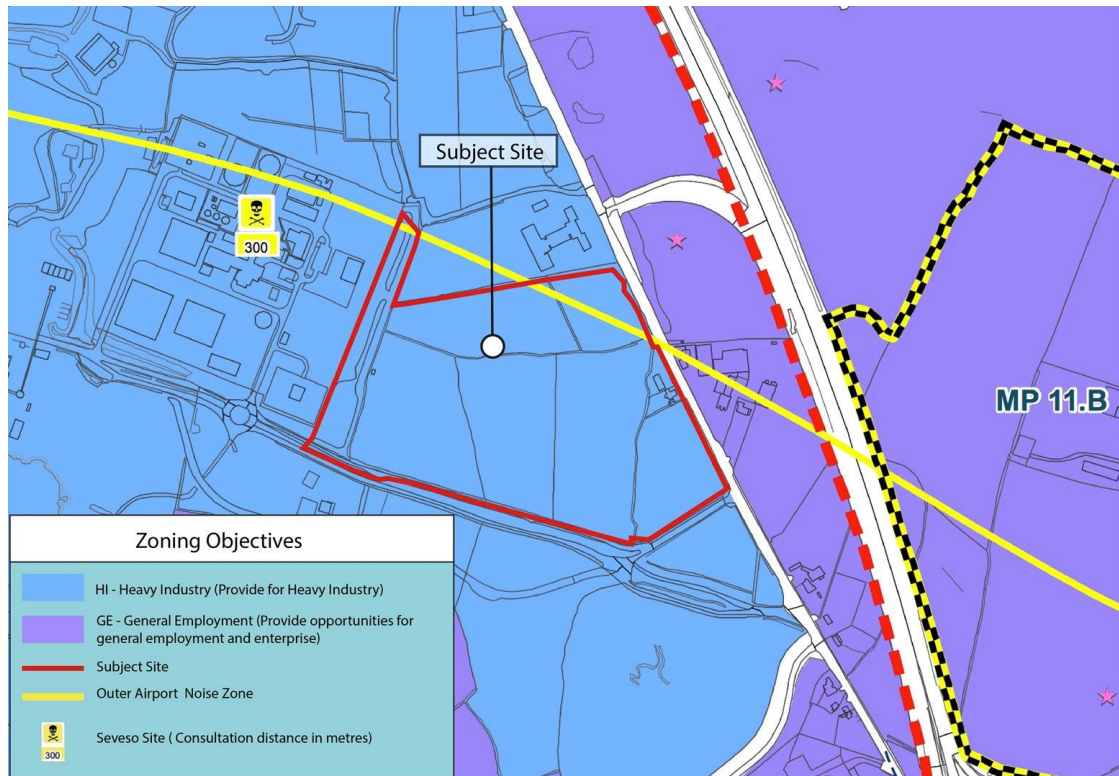 Subject Site
300
MP 11.B
Zoning Objectives
HI - Heavy Industry (Provide for Heavy Industry)
GE - General Employment (Provide opportunities for
general employment and enterprise)
Subject Site
Outer Airport  Noise Zone
Seveso Site ( Consultation distance in metres)
300